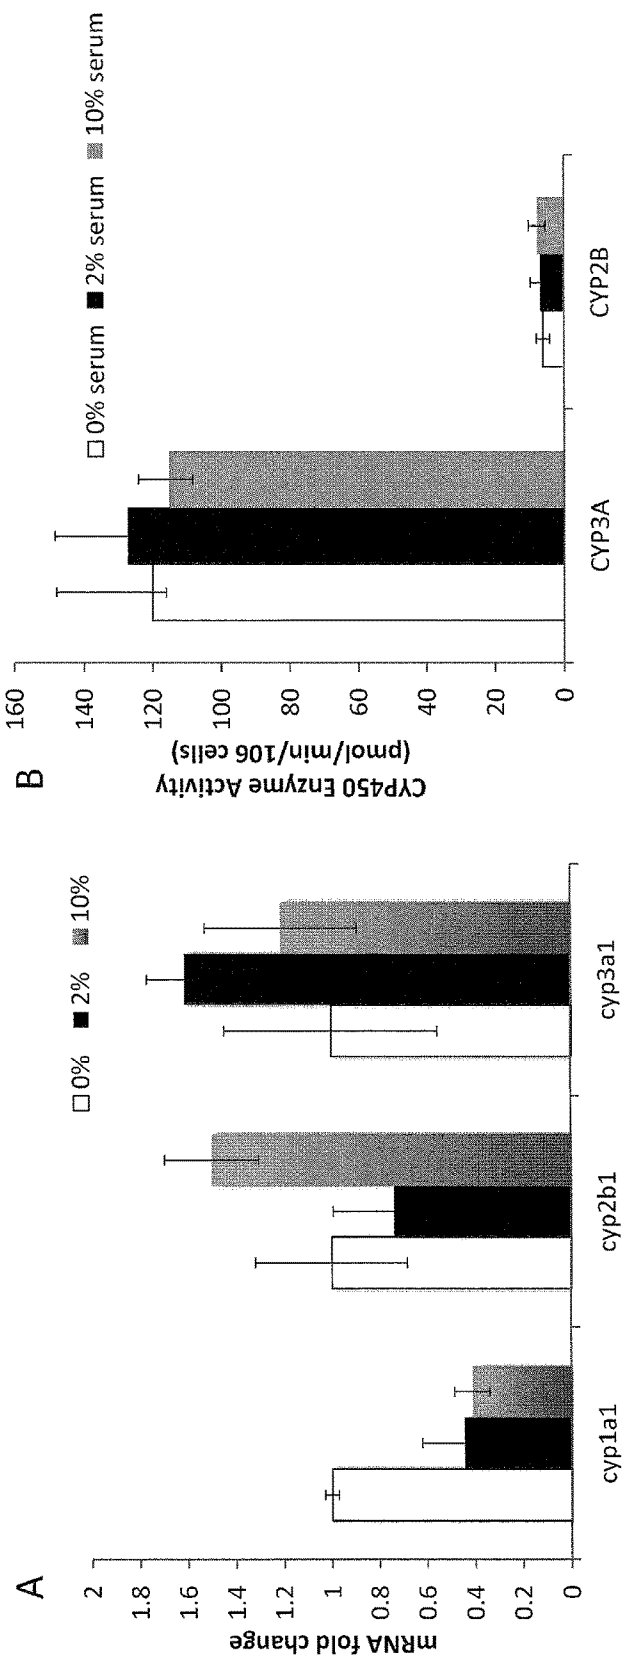 A
0% 2% 10%
mRNA fold change
2
1.8
1.6
1.4
1.2
1
0.8
0.6
0.4
0.2
0
cyp1a1 cyp2b1 cyp3a1
B
0% serum 2% serum 10% serum
CYP450 Enzyme Activity
(pmol/min/106 cells)
160
140
120
100
80
60
40
20
0
CYP3A CYP2B